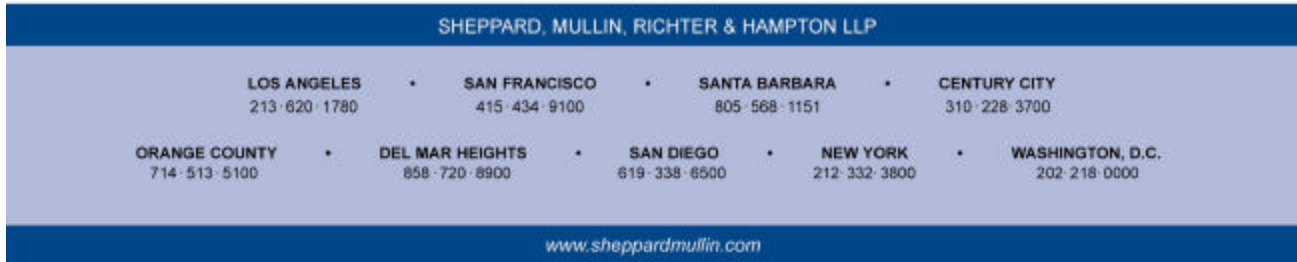 SHEPPARD, MULLIN, RICHTER & HAMPTON LLP
LOS ANGELES • SAN FRANCISCO • SANTA BARBARA • CENTURY CITY
213·620·1780 415·434·9100 805·568·1151 310·228·3700
ORANGE COUNTY • DEL MAR HEIGHTS • SAN DIEGO • NEW YORK • WASHINGTON, D.C.
714·513·5100 858·720·8900 619·338·6500 212·332·3800 202·218·0000
www.sheppardmullin.com